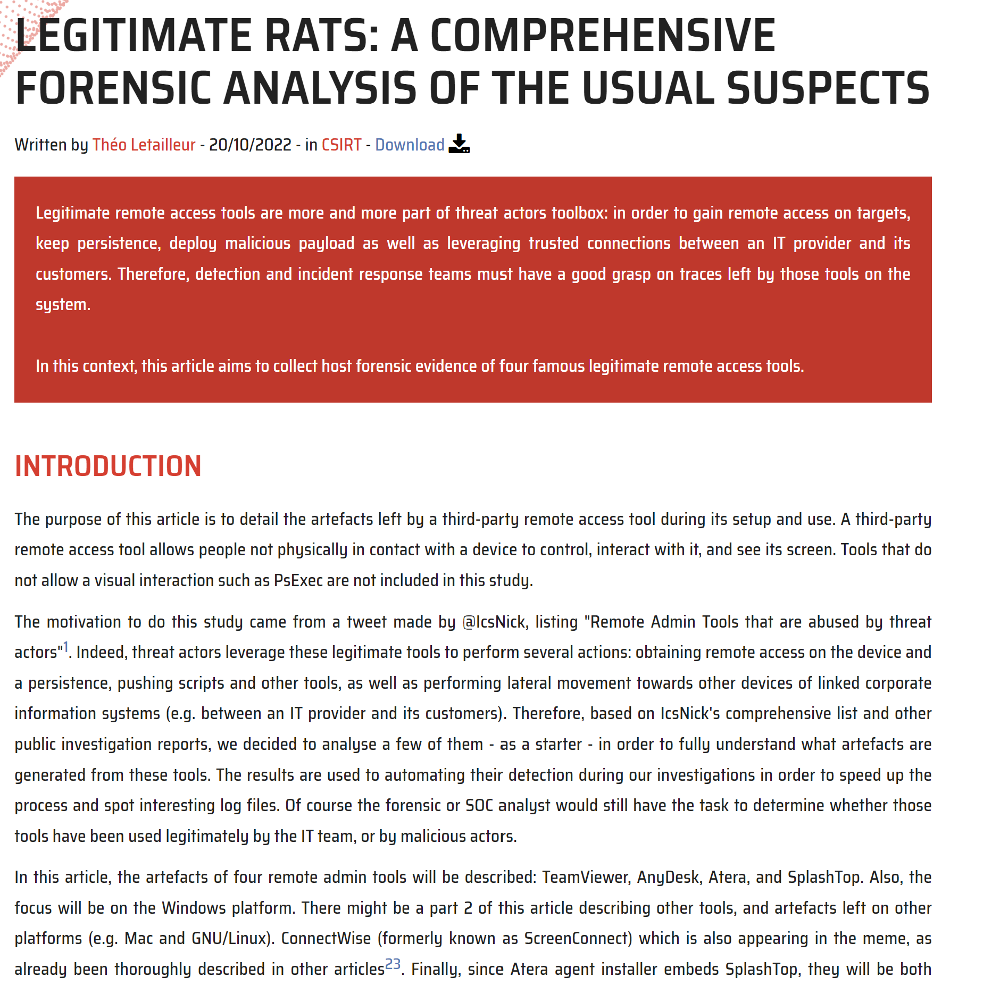 LEGITIMATE RATS: A COMPREHENSIVE
FORENSIC ANALYSIS OF THE USUAL SUSPECTS
Written by Théo Letailleur - 20/10/2022 - in CSIRT - Download
Legitimate remote access tools are more and more part of threat actors toolbox: in order to gain remote access on targets,
keep persistence, deploy malicious payload as well as leveraging trusted connections between an IT provider and its
customers. Therefore, detection and incident response teams must have a good grasp on traces left by those tools on the
system.
In this context, this article aims to collect host forensic evidence of four famous legitimate remote access tools.
INTRODUCTION
The purpose of this article is to detail the artefacts left by a third-party remote access tool during its setup and use. A third-party
remote access tool allows people not physically in contact with a device to control, interact with it, and see its screen. Tools that do
not allow a visual interaction such as PsExec are not included in this study.
The motivation to do this study came from a tweet made by @IcsNick, listing "Remote Admin Tools that are abused by threat
actors"1. Indeed, threat actors leverage these legitimate tools to perform several actions: obtaining remote access on the device and
a persistence, pushing scripts and other tools, as well as performing lateral movement towards other devices of linked corporate
information systems (e.g. between an IT provider and its customers). Therefore, based on IcsNick's comprehensive list and other
public investigation reports, we decided to analyse a few of them - as a starter - in order to fully understand what artefacts are
generated from these tools. The results are used to automating their detection during our investigations in order to speed up the
process and spot interesting log files. Of course the forensic or SOC analyst would still have the task to determine whether those
tools have been used legitimately by the IT team, or by malicious actors.
In this article, the artefacts of four remote admin tools will be described: TeamViewer, AnyDesk, Atera, and SplashTop. Also, the
focus will be on the Windows platform. There might be a part 2 of this article describing other tools, and artefacts left on other
platforms (e.g. Mac and GNU/Linux). ConnectWise (formerly known as ScreenConnect) which is also appearing in the meme, as
already been thoroughly described in other articles23. Finally, since Atera agent installer embeds SplashTop, they will be both